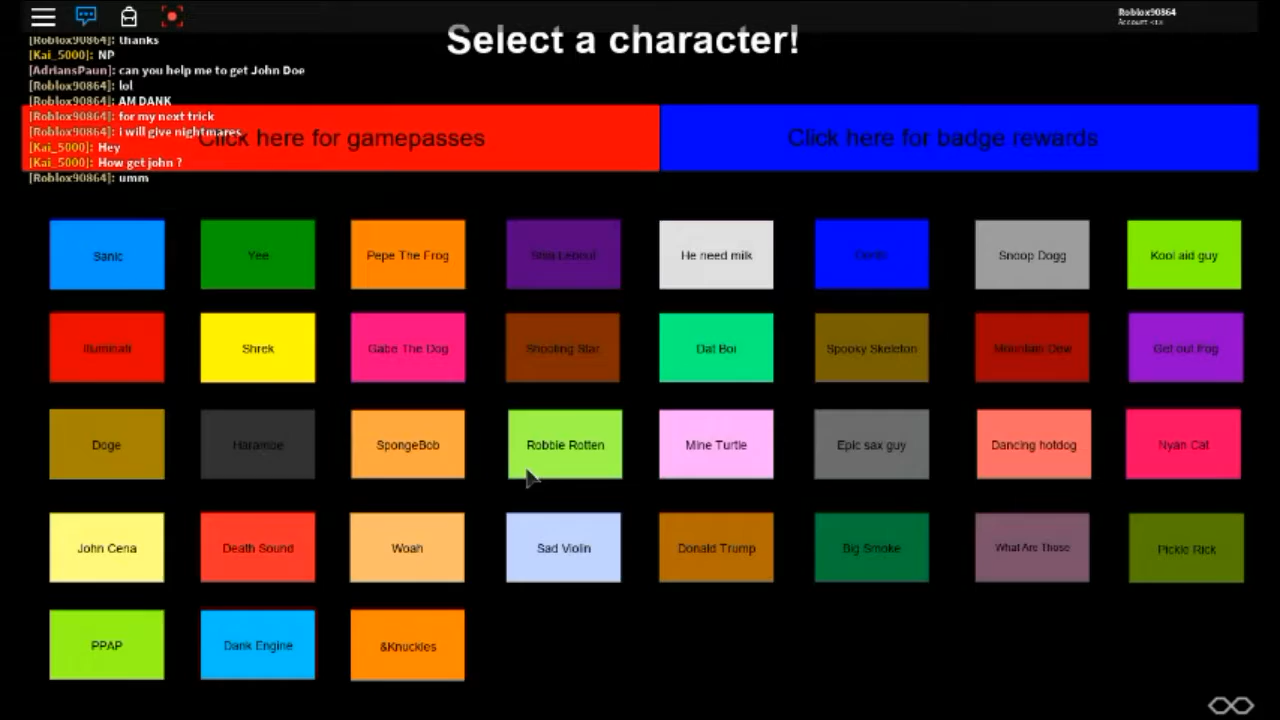 Roblox90864
Select a character!
[Roblox90864]: thanks
[Kai_5000]: NP
[AdriansPaun]: can you help me to get John Doe
[Roblox90864]: lol
[Roblox90864]: AM DANK
[Roblox90864]: for my next trick
[Roblox90864]: i will give nightmares
[Kai_5000]: Hey
[Kai_5000]: How get john ?
[Roblox90864]: umm
Click here for gamepasses
Click here for badge rewards
Sanic
Yee
Pepe The Frog
He need milk
Snoop Dogg
Kool aid guy
Illuminati
Shrek
Gabe The Dog
Shooting Star
Dat Boi
Spooky Skeleton
Mountain Dew
Get out frog
Doge
Harambe
SpongeBob
Robbie Rotten
Mine Turtle
Epic sax guy
Dancing hotdog
Nyan Cat
John Cena
Death Sound
Woah
Sad Violin
Donald Trump
Big Smoke
What Are Those
Pickle Rick
PPAP
Dank Engine
&Knuckles